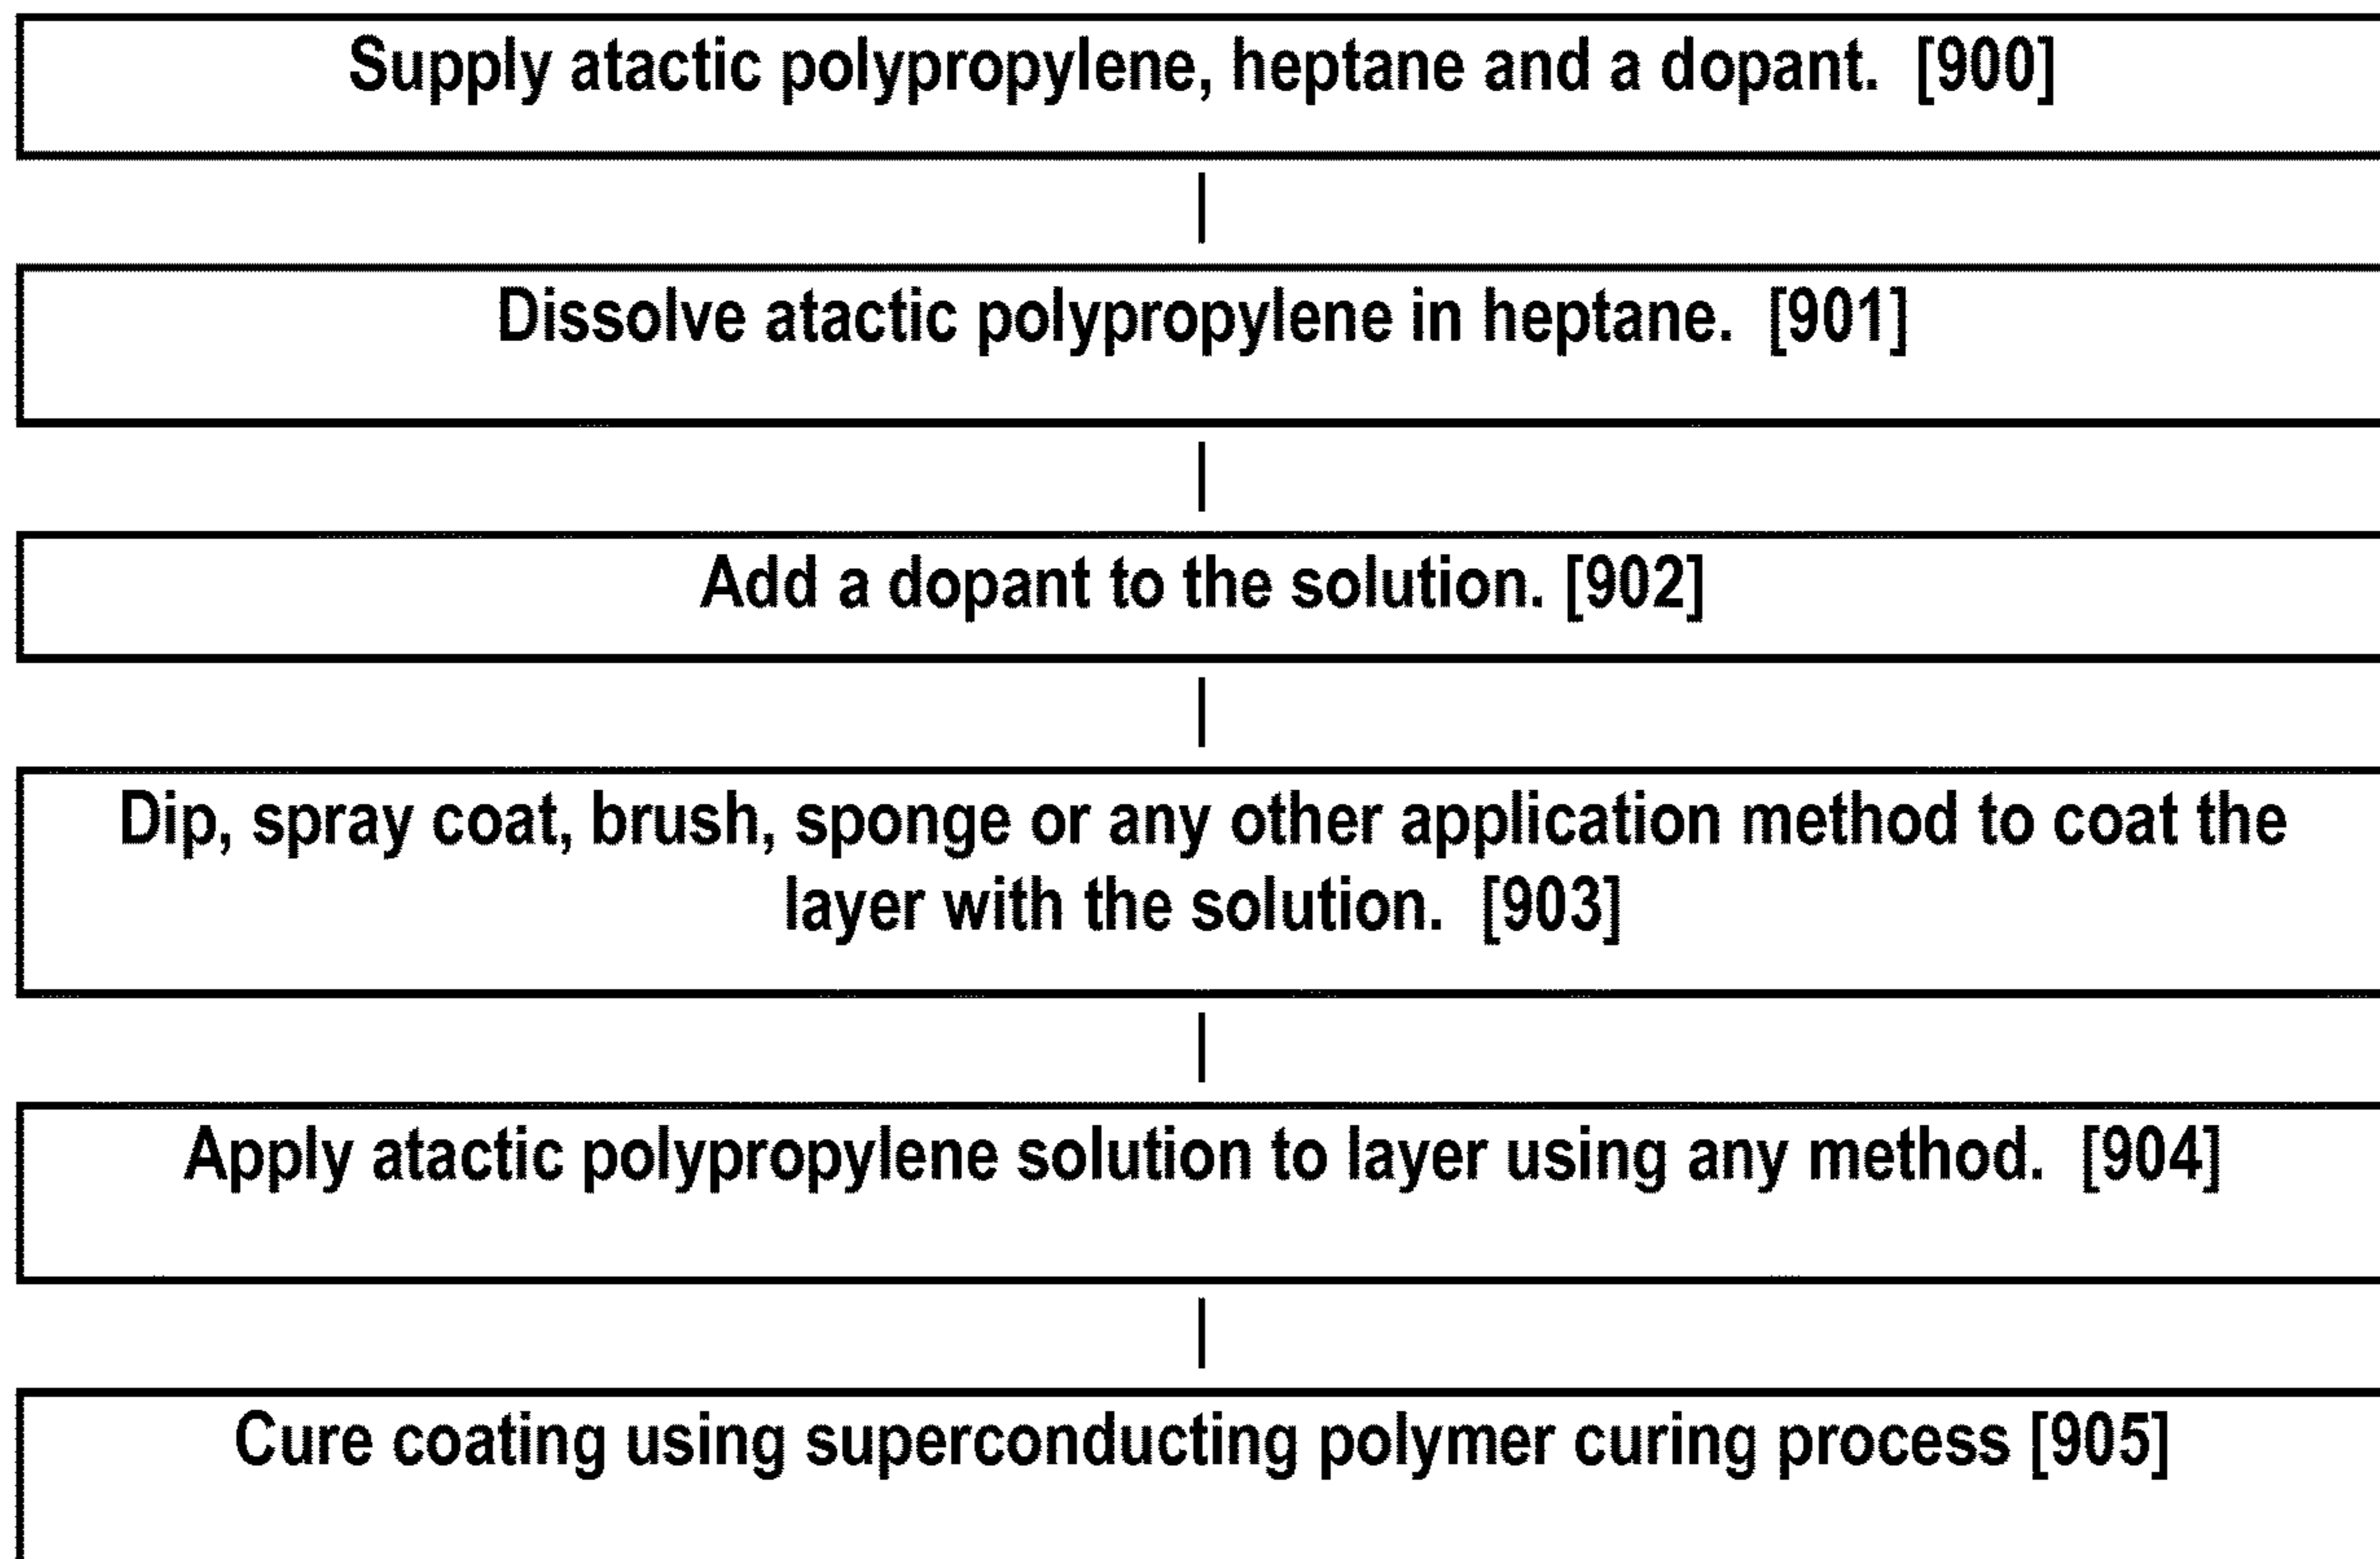 Supply atactic polypropylene, heptane and a dopant. [900]
Dissolve atactic polypropylene in heptane. [901]
Add a dopant to the solution. [902]
Dip, spray coat, brush, sponge or any other application method to coat the
layer with the solution. [903]
Apply atactic polypropylene solution to layer using any method. [904]
Cure coating using superconducting polymer curing process [905]